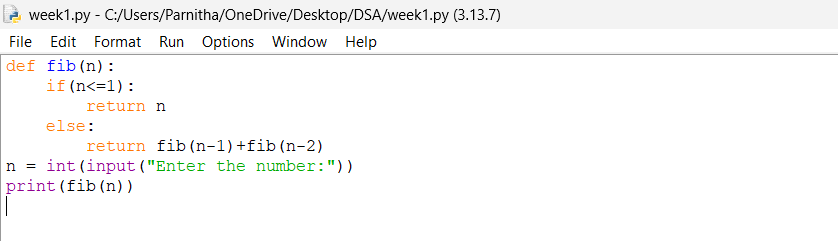 week1.py - C:/Users/Parnitha/OneDrive/Desktop/DSA/week1.py (3.13.7)
File Edit Format Run Options Window Help
def fib(n):
    if(n<=1):
        return n
    else:
        return fib(n-1)+fib(n-2)
n = int(input("Enter the number:"))
print(fib(n))